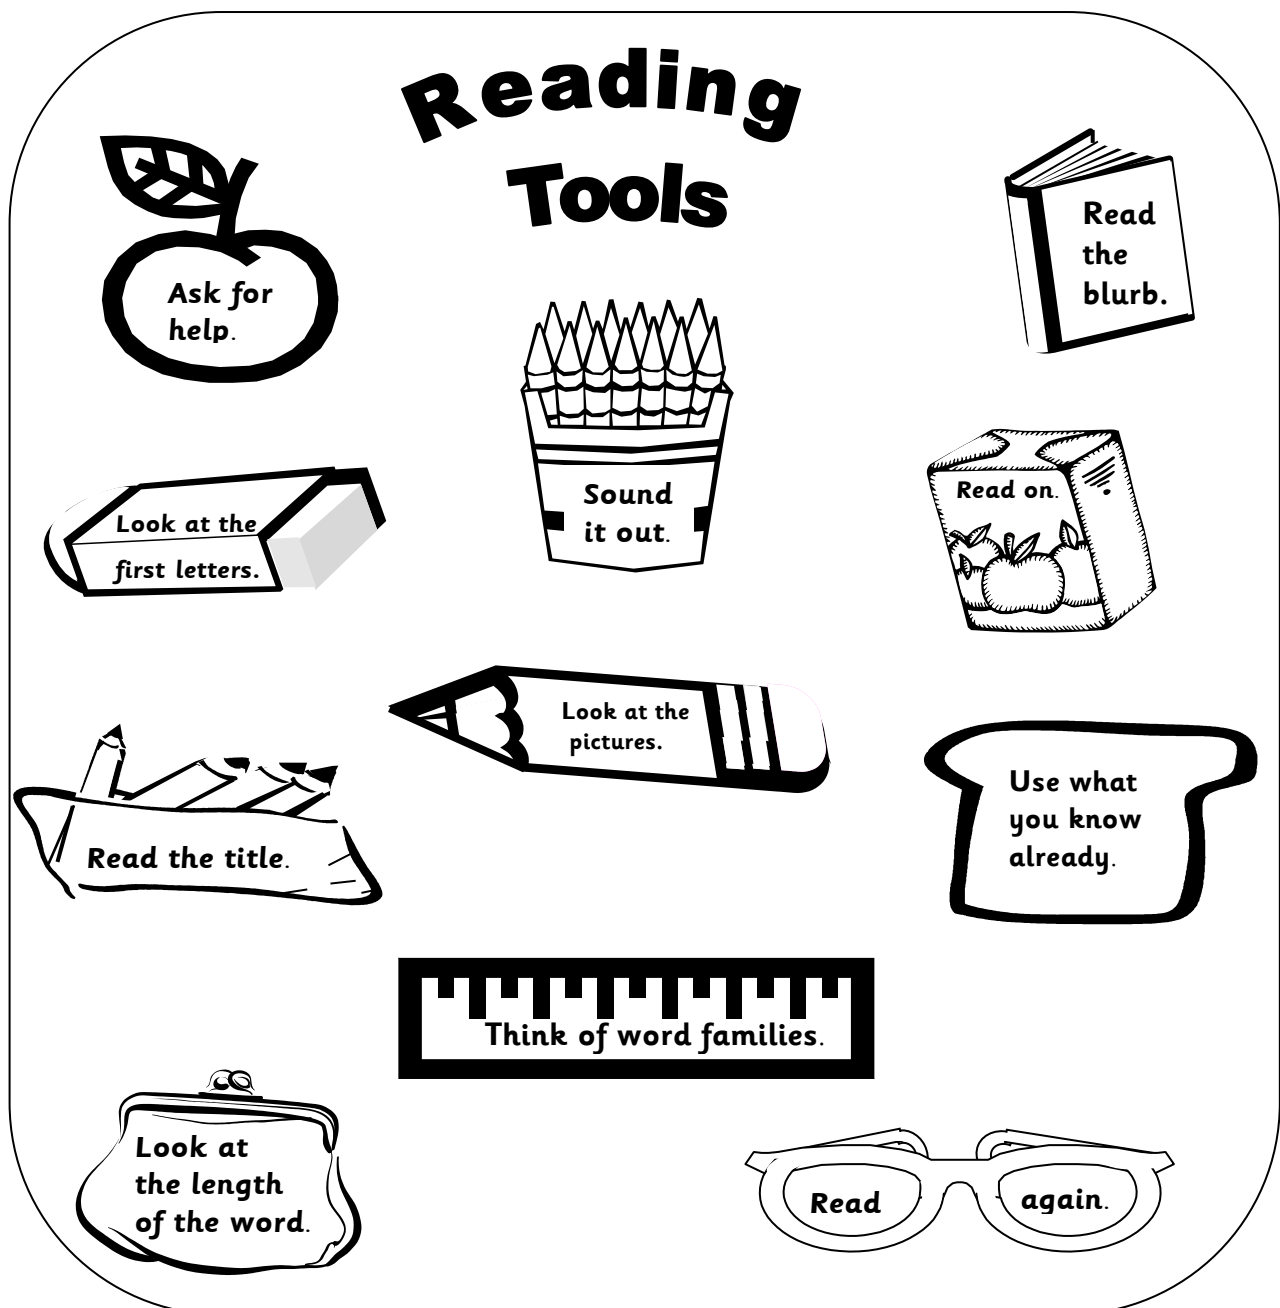 Reading
Tools
Ask for
help.
Read
the
blurb.
Sound
it out.
Look at the
first letters.
Read on.
Look at the
pictures.
Read the title.
Use what
you know
already.
Think of word families.
Look at
the length
of the word.
Read again.